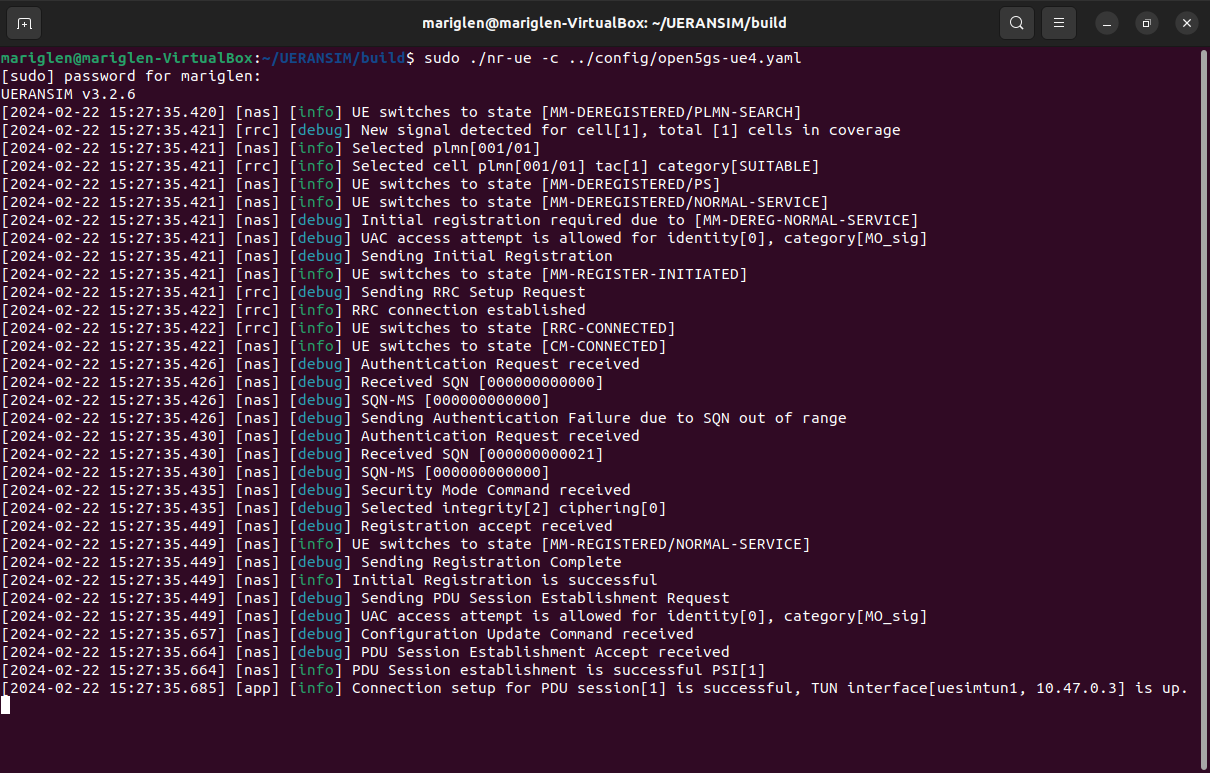 mariglen@mariglen-VirtualBox: ~/UERANSIM/build
mariglen@mariglen-VirtualBox:~/UERANSIM/build$ sudo ./nr-ue -c ../config/open5gs-ue4.yaml
[sudo] password for mariglen:
UERANSIM v3.2.6
[2024-02-22 15:27:35.420] [nas] [info] UE switches to state [MM-DEREGISTERED/PLMN-SEARCH]
[2024-02-22 15:27:35.421] [rrc] [debug] New signal detected for cell[1], total [1] cells in coverage
[2024-02-22 15:27:35.421] [nas] [info] Selected plmn[001/01]
[2024-02-22 15:27:35.421] [rrc] [info] Selected cell plmn[001/01] tac[1] category[SUITABLE]
[2024-02-22 15:27:35.421] [nas] [info] UE switches to state [MM-DEREGISTERED/PS]
[2024-02-22 15:27:35.421] [nas] [info] UE switches to state [MM-DEREGISTERED/NORMAL-SERVICE]
[2024-02-22 15:27:35.421] [nas] [debug] Initial registration required due to [MM-DEREG-NORMAL-SERVICE]
[2024-02-22 15:27:35.421] [nas] [debug] UAC access attempt is allowed for identity[0], category[MO_sig]
[2024-02-22 15:27:35.421] [nas] [debug] Sending Initial Registration
[2024-02-22 15:27:35.421] [nas] [info] UE switches to state [MM-REGISTER-INITIATED]
[2024-02-22 15:27:35.421] [rrc] [debug] Sending RRC Setup Request
[2024-02-22 15:27:35.422] [rrc] [info] RRC connection established
[2024-02-22 15:27:35.422] [rrc] [info] UE switches to state [RRC-CONNECTED]
[2024-02-22 15:27:35.422] [nas] [info] UE switches to state [CM-CONNECTED]
[2024-02-22 15:27:35.426] [nas] [debug] Authentication Request received
[2024-02-22 15:27:35.426] [nas] [debug] Received SQN [000000000000]
[2024-02-22 15:27:35.426] [nas] [debug] SQN-MS [000000000000]
[2024-02-22 15:27:35.426] [nas] [debug] Sending Authentication Failure due to SQN out of range
[2024-02-22 15:27:35.430] [nas] [debug] Authentication Request received
[2024-02-22 15:27:35.430] [nas] [debug] Received SQN [000000000021]
[2024-02-22 15:27:35.430] [nas] [debug] SQN-MS [000000000000]
[2024-02-22 15:27:35.435] [nas] [debug] Security Mode Command received
[2024-02-22 15:27:35.435] [nas] [debug] Selected integrity[2] ciphering[0]
[2024-02-22 15:27:35.449] [nas] [debug] Registration accept received
[2024-02-22 15:27:35.449] [nas] [info] UE switches to state [MM-REGISTERED/NORMAL-SERVICE]
[2024-02-22 15:27:35.449] [nas] [debug] Sending Registration Complete
[2024-02-22 15:27:35.449] [nas] [info] Initial Registration is successful
[2024-02-22 15:27:35.449] [nas] [debug] Sending PDU Session Establishment Request
[2024-02-22 15:27:35.449] [nas] [debug] UAC access attempt is allowed for identity[0], category[MO_sig]
[2024-02-22 15:27:35.657] [nas] [debug] Configuration Update Command received
[2024-02-22 15:27:35.664] [nas] [debug] PDU Session Establishment Accept received
[2024-02-22 15:27:35.664] [nas] [info] PDU Session establishment is successful PSI[1]
[2024-02-22 15:27:35.685] [app] [info] Connection setup for PDU session[1] is successful, TUN interface[uesimtun1, 10.47.0.3] is up.